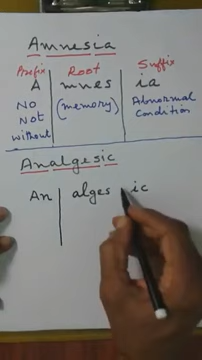 Amnesia
Prefix Root Suffix
A mnes ia
No (memory) Abnormal
Not Condition
without
Analgesic
An alges ic